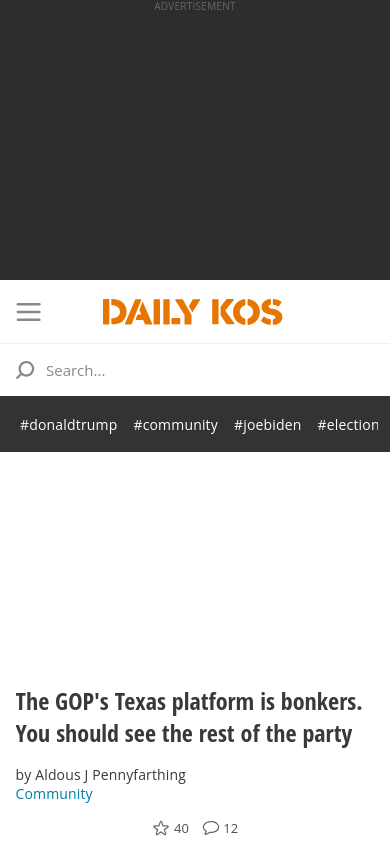 ADVERTISEMENT
DAILY KOS
Search...
#donaldtrump #community #joebiden #election
The GOP's Texas platform is bonkers.
You should see the rest of the party
by Aldous J Pennyfarthing
Community
40 12